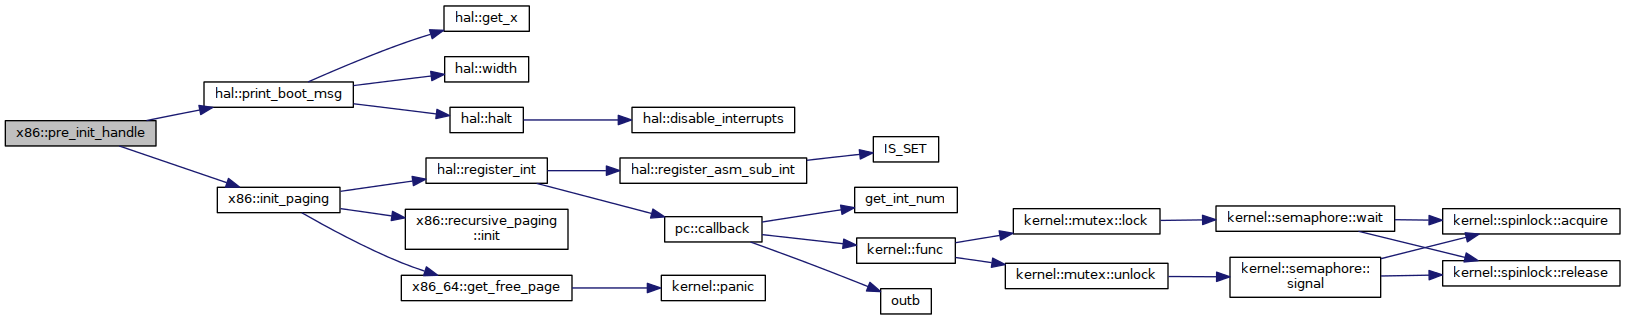 hal::get_x
hal::width
hal::print_boot_msg
hal::halt
hal::disable_interrupts
x86::pre_init_handle
IS_SET
hal::register_int
hal::register_asm_sub_int
x86::init_paging
get_int_num
x86::recursive_paging
::init
pc::callback
kernel::mutex::lock
kernel::semaphore::wait
kernel::spinlock::acquire
kernel::func
kernel::mutex::unlock
kernel::semaphore::
signal
kernel::spinlock::release
x86_64::get_free_page
kernel::panic
outb